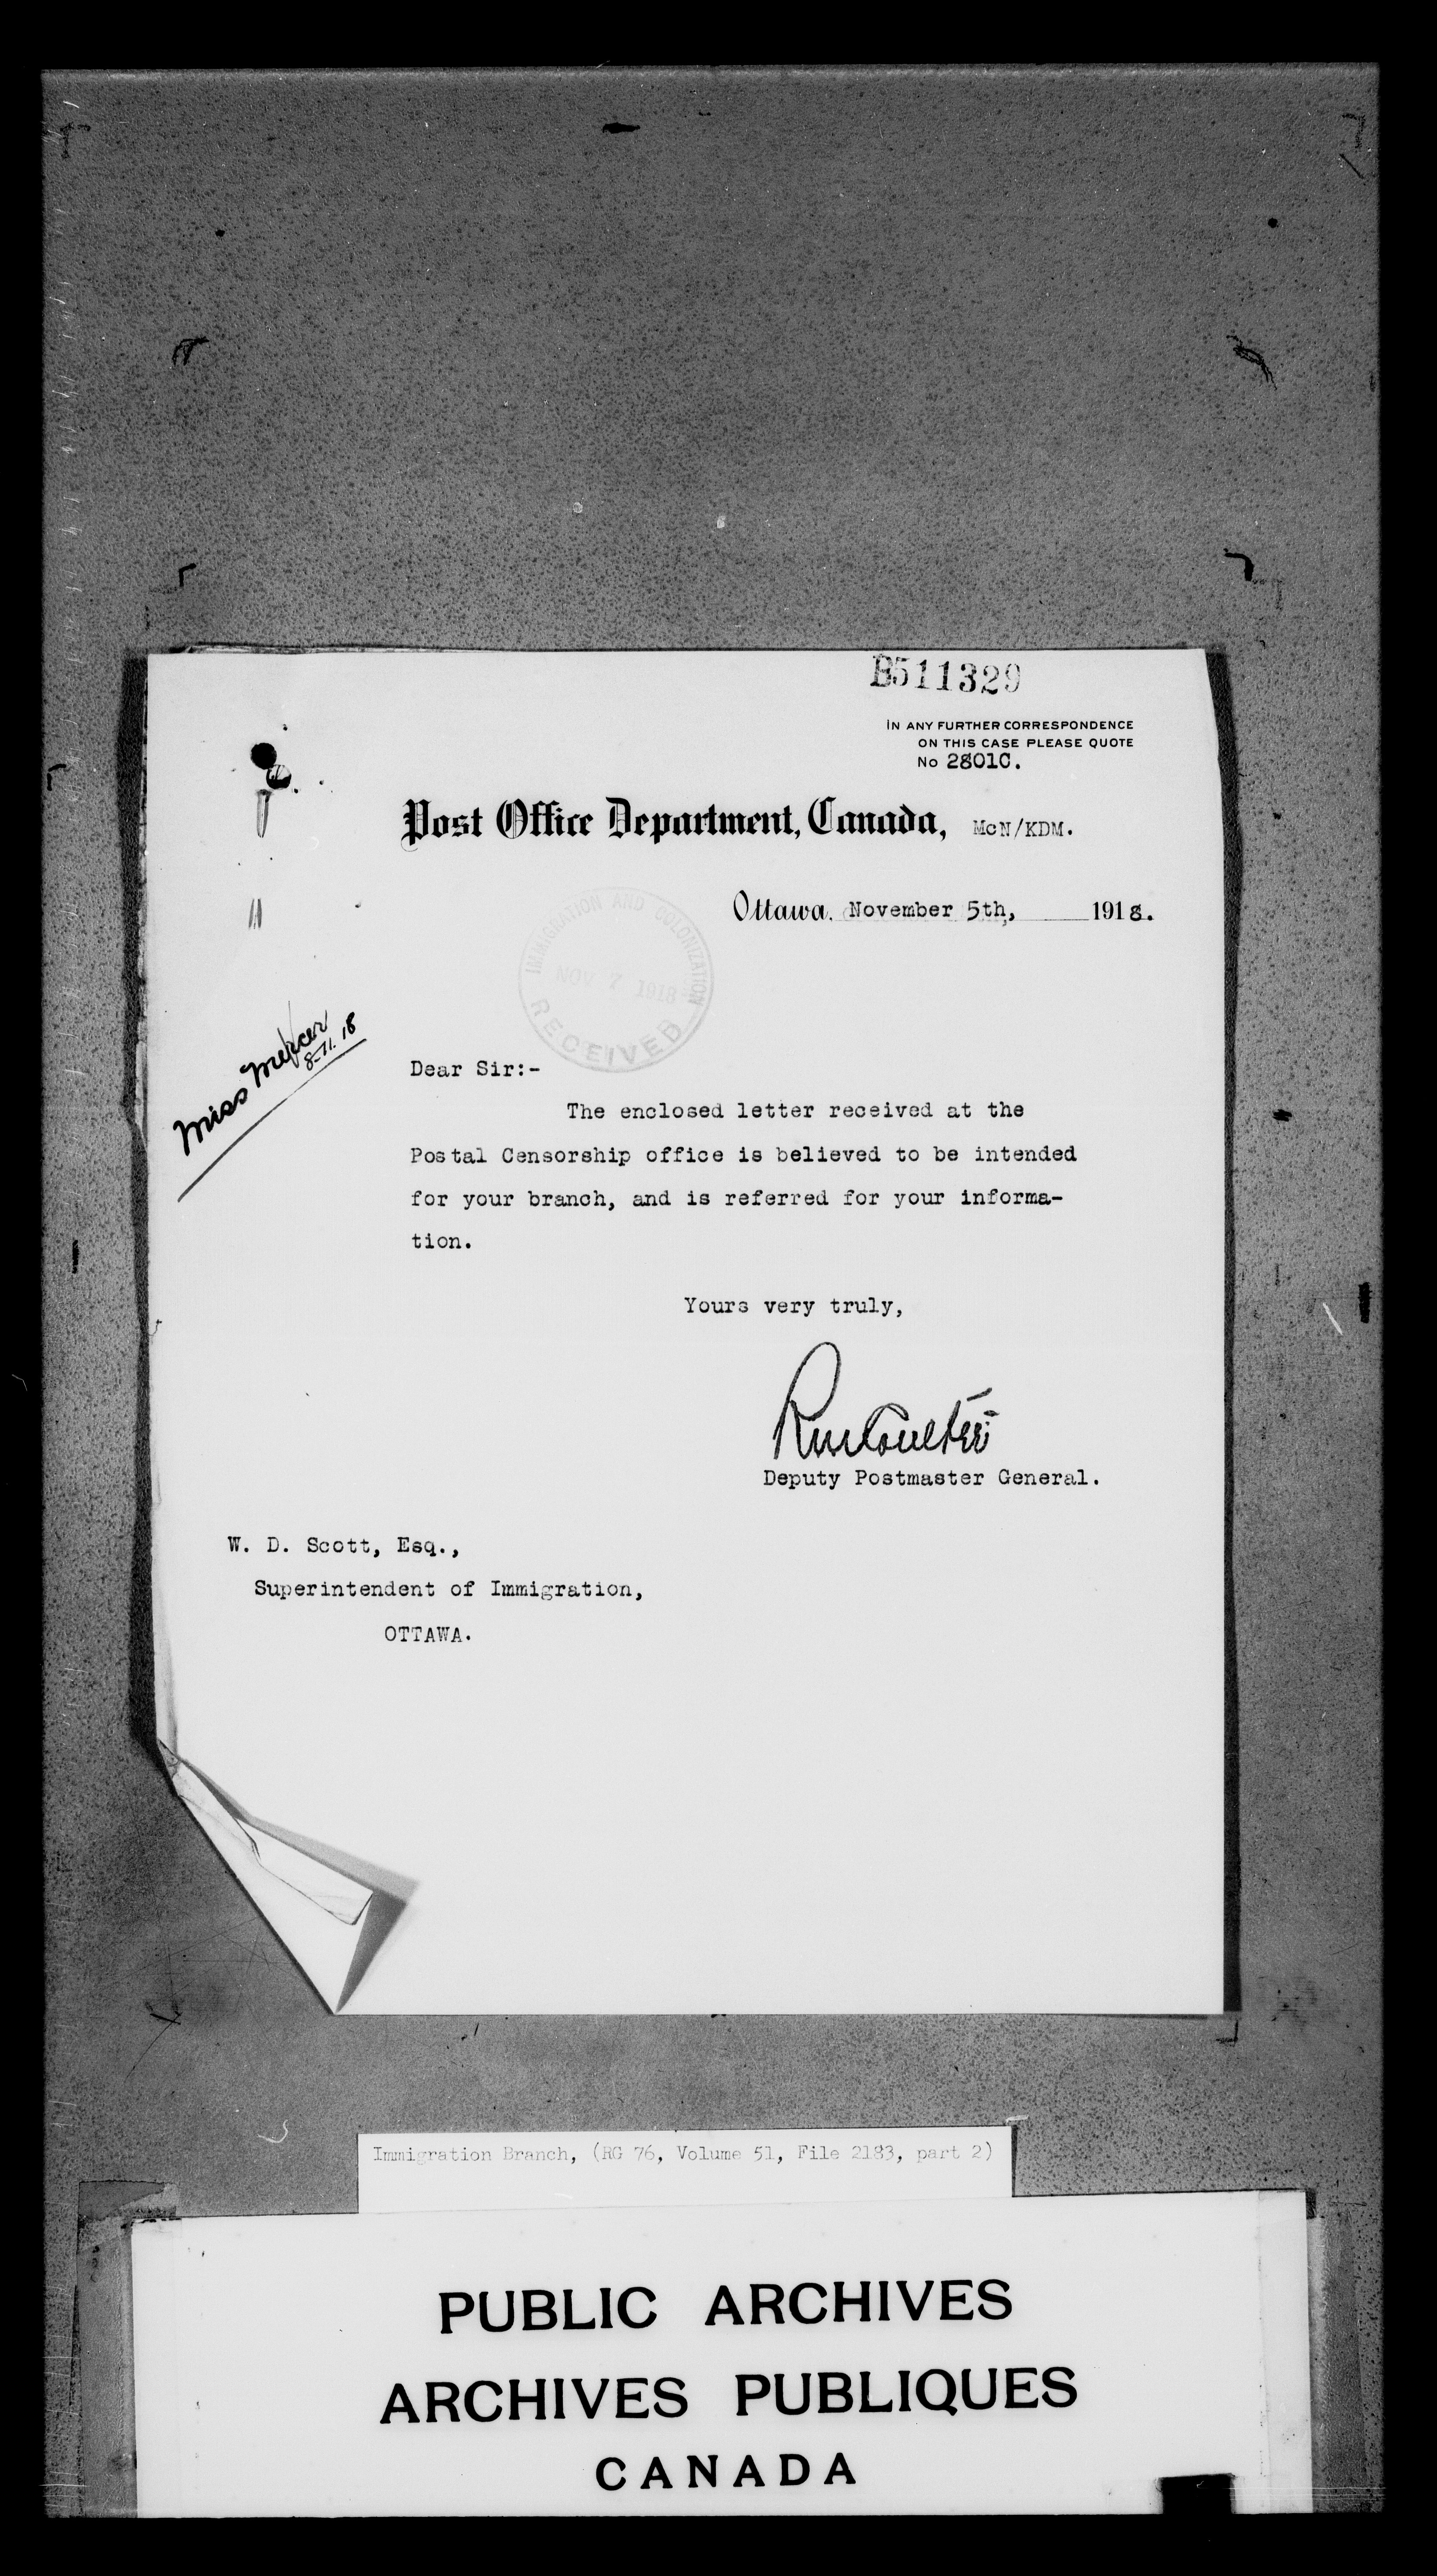 B511329
IN ANY FURTHER CORRESPONDENCE
ON THIS CASE PLEASE QUOTE
No 2801C.
Post Office Department, Canada, McN/KDM.
Ottawa, November 5th, 1918.
IMMIGRATION AND COLONIZATION
NOV 7 1918
RECEIVED
Miss Mercer
8-11.18
Dear Sir:-
The enclosed letter received at the
Postal Censorship office is believed to be intended
for your branch, and is referred for your informa-
tion.
Yours very truly,
RmCoulter
Deputy Postmaster General.
W. D. Scott, Esq.,
Superintendent of Immigration,
OTTAWA.
Immigration Branch, (RG 76, Volume 51, File 2183, part 2)
PUBLIC ARCHIVES
ARCHIVES PUBLIQUES
CANADA